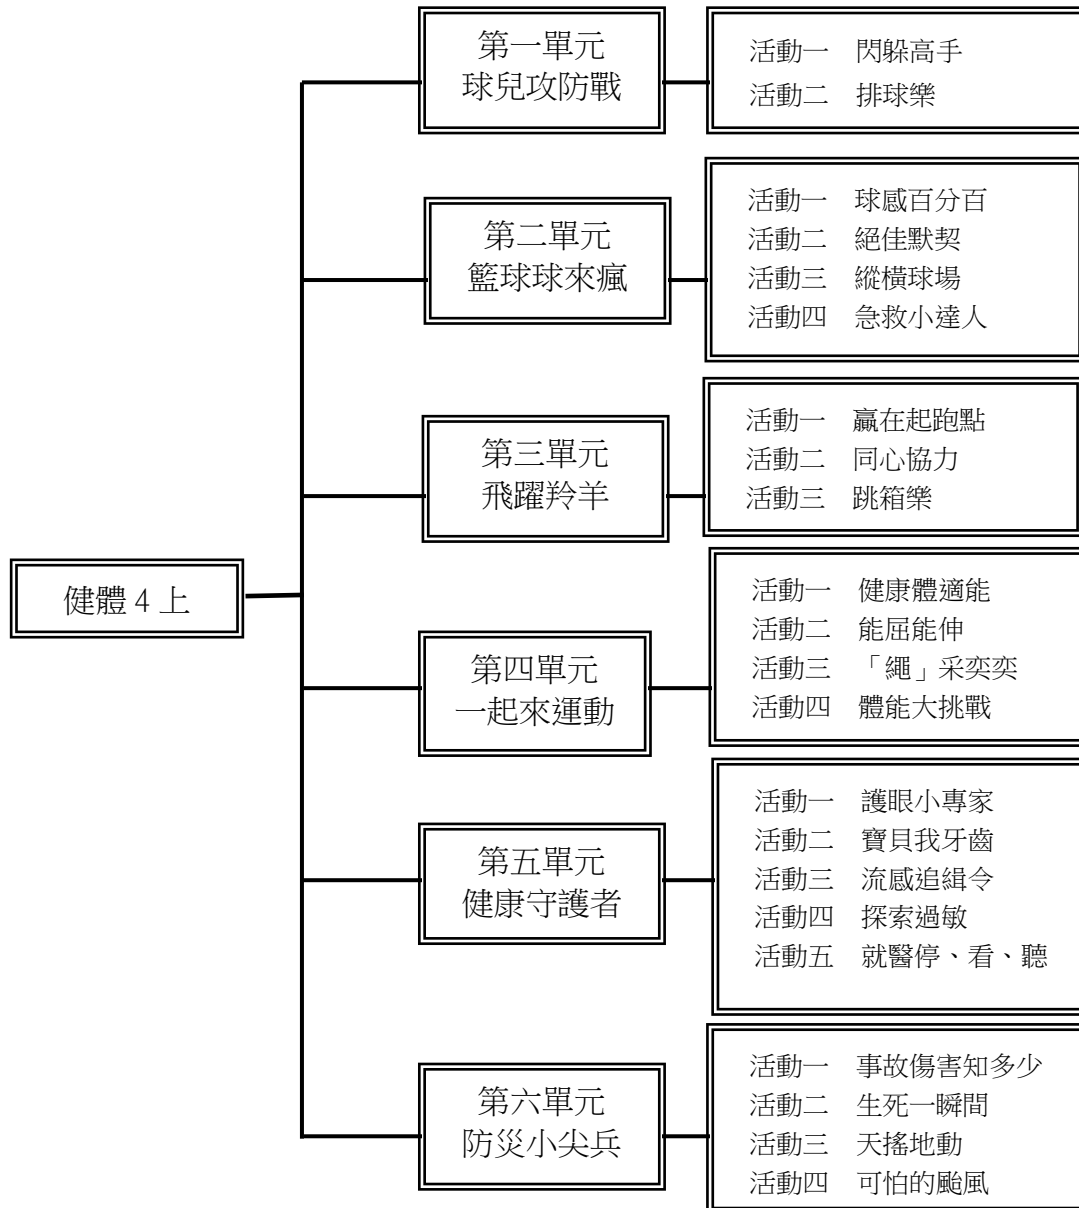 健體4上
第一單元
球兒攻防戰
活動一　閃躲高手
活動二　排球樂
第二單元
籃球球來瘋
活動一　球感百分百
活動二　絕佳默契
活動三　縱橫球場
活動四　急救小達人
第三單元
飛躍羚羊
活動一　贏在起跑點
活動二　同心協力
活動三　跳箱樂
第四單元
一起來運動
活動一　健康體適能
活動二　能屈能伸
活動三　「繩」采奕奕
活動四　體能大挑戰
第五單元
健康守護者
活動一　護眼小專家
活動二　寶貝我牙齒
活動三　流感追緝令
活動四　探索過敏
活動五　就醫停、看、聽
第六單元
防災小尖兵
活動一　事故傷害知多少
活動二　生死一瞬間
活動三　天搖地動
活動四　可怕的颱風